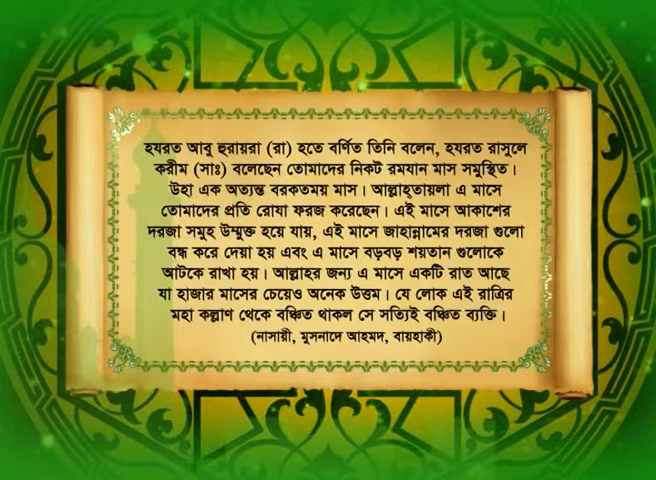 হযরত আবু হুরায়রা (রা) হতে বর্ণিত তিনি বলেন, হযরত রাসুলে
করীম (সাঃ) বলেছেন তোমাদের নিকট রমযান মাস সমুস্থিত।
উহা এক অত্যন্ত বরকতময় মাস। আল্লাহ্‌তায়লা এ মাসে
তোমাদের প্রতি রোযা ফরজ করেছেন। এই মাসে আকাশের
দরজা সমুহ উম্মুক্ত হয়ে যায়, এই মাসে জাহান্নামের দরজা গুলো
বন্ধ করে দেয়া হয় এবং এ মাসে বড়বড় শয়তান গুলোকে
আটকে রাখা হয়। আল্লাহর জন্য এ মাসে একটি রাত আছে
যা হাজার মাসের চেয়েও অনেক উত্তম। যে লোক এই রাত্রির
মহা কল্লাণ থেকে বঞ্চিত থাকল সে সত্যিই বঞ্চিত ব্যক্তি।
(নাসায়ী, মুসনাদে আহমদ, বায়হাকী)